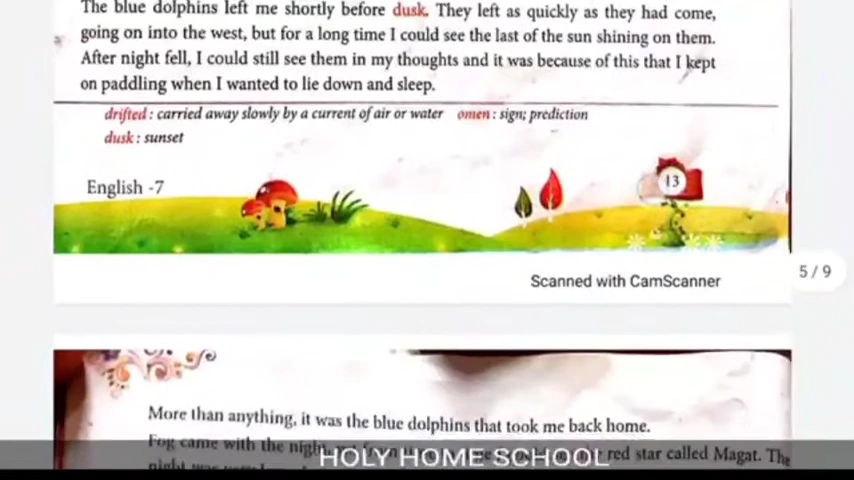 The blue dolphins left me shortly before dusk. They left as quickly as they had come,
going on into the west, but for a long time I could see the last of the sun shining on them.
After night fell, I could still see them in my thoughts and it was because of this that I kept
on paddling when I wanted to lie down and sleep.
drifted : carried away slowly by a current of air or water omen : sign; prediction
dusk : sunset
English -7
13
5 / 9
Scanned with CamScanner
More than anything, it was the blue dolphins that took me back home.
Fog came with the night, red star called Magat. The
HOLY HOME SCHOOL
night was